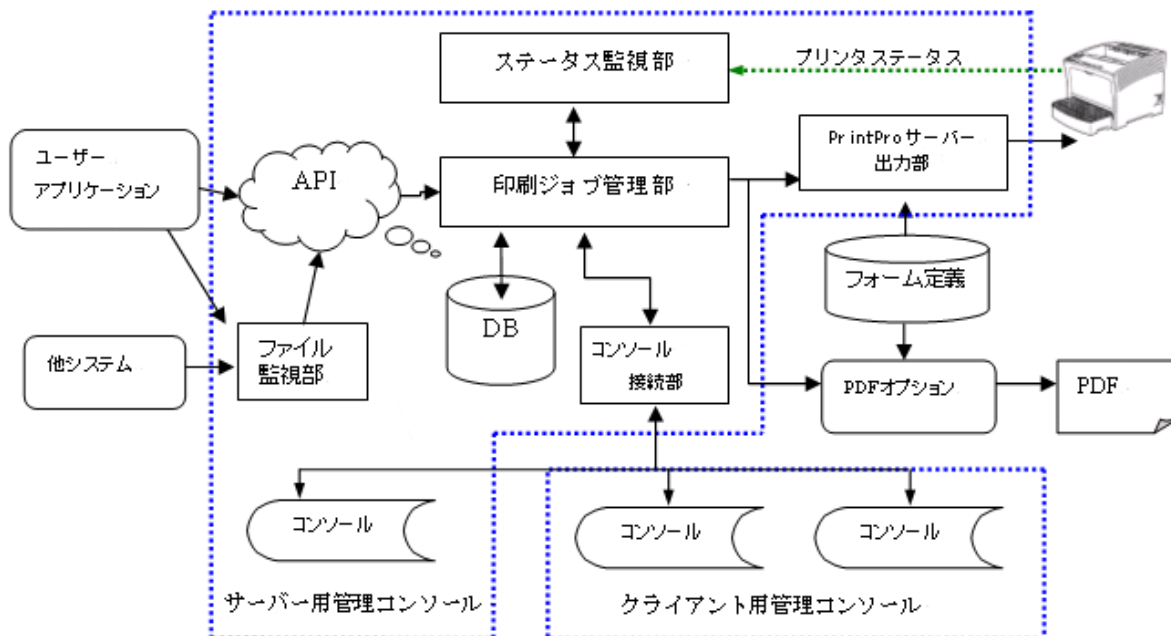 ステータス監視部
プリンタステータス
ユーザー
アプリケーション
API
印刷ジョブ管理部
PrintProサーバー
出力部
フォーム定義
DB
他システム
ファイル
監視部
コンソール
接続部
PDFオプション
PDF
コンソール
コンソール
コンソール
サーバー用管理コンソール
クライアント用管理コンソール